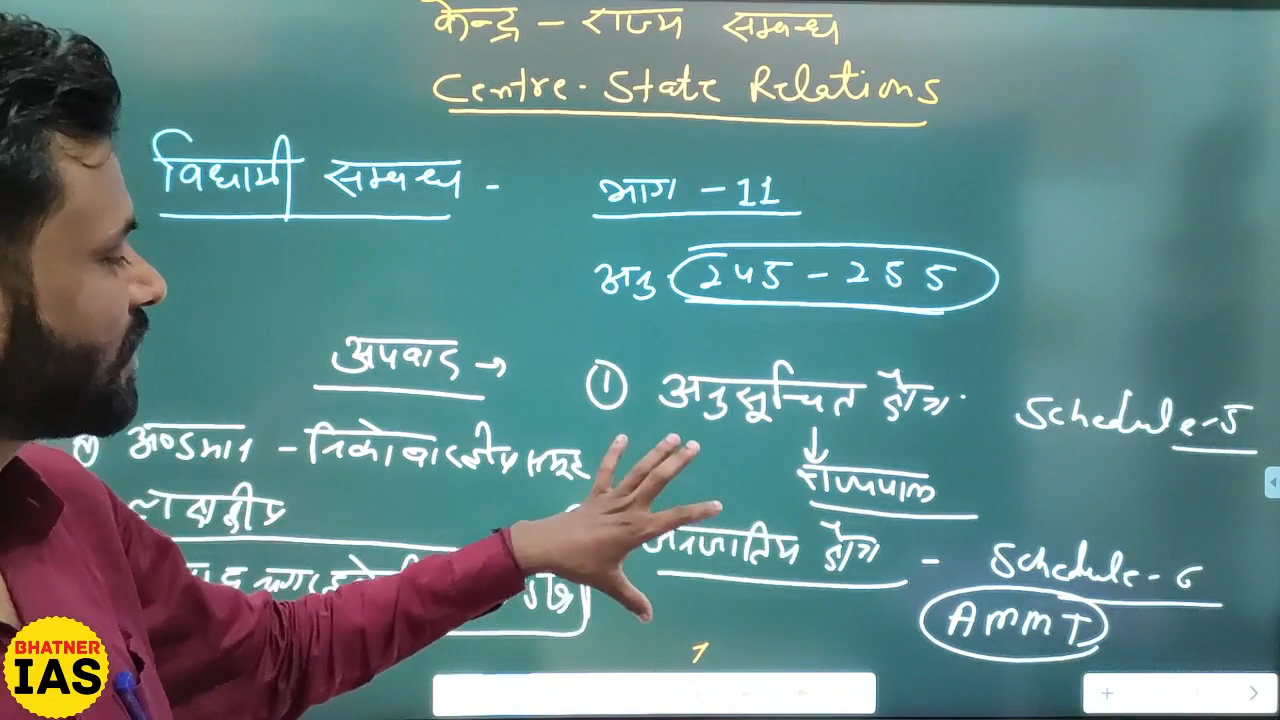 केन्द्र - राज्य सम्बन्ध
Centre-State Relations
विधायी सम्बन्ध - भाग - 11
अनु. 245 - 255
अपवाद → ① अनुसूचित क्षेत्र. Schedule-5
↓
राज्यपाल
अण्डमान - निकोबार द्वीप समूह
लक्षद्वीप
जनजातिय क्षेत्र - Schedule-6
AMMT
BHATNER
IAS